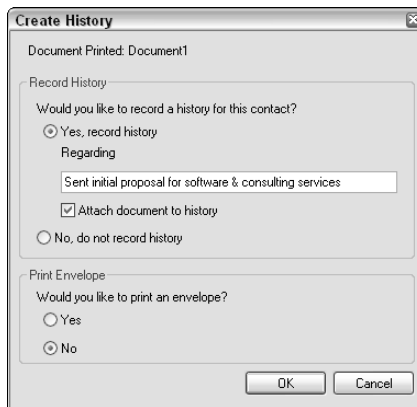 Create History
Document Printed: Document1
Record History
Would you like to record a history for this contact?
Yes, record history
Regarding
Sent initial proposal for software & consulting services
Attach document to history
No, do not record history
Print Envelope
Would you like to print an envelope?
Yes
No
OK Cancel